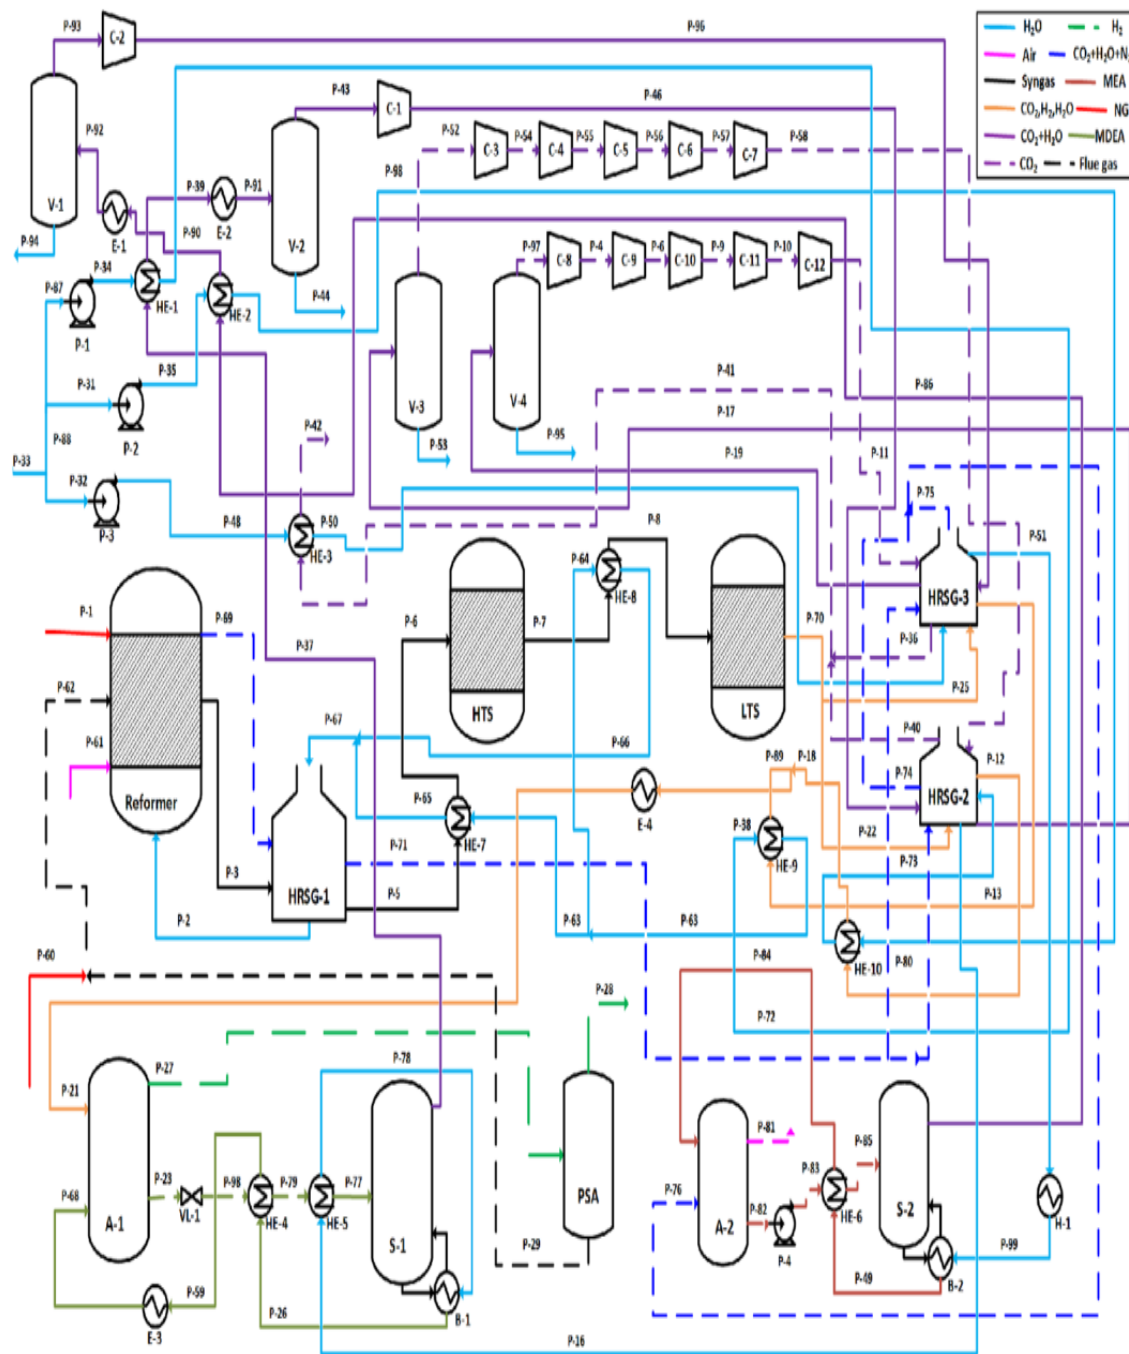 P-93
C-2
P-96
H₂O
H₂
Air
CO₂+H₂O+N₂
Syngas
MEA
CO₂,H₂,H₂O
NG
CO₂+H₂O
MDEA
CO₂
Flue gas
P-43
C-1
P-46
P-92
P-52
C-3
P-54
C-4
P-55
C-5
P-56
C-6
P-57
C-7
P-58
P-98
V-1
P-39
P-91
E-1
E-2
P-90
V-2
P-94
P-34
P-97
C-8
P-4
C-9
P-6
C-10
P-9
C-11
P-10
C-12
P-87
HE-1
HE-2
P-44
P-1
P-31
P-35
P-41
P-86
V-3
V-4
P-2
P-88
P-42
P-53
P-95
P-17
P-19
P-11
P-33
P-32
P-3
P-48
P-50
HE-3
P-8
P-75
P-51
P-64
HE-8
HRSG-3
P-1
P-69
P-6
P-7
P-70
P-36
P-37
P-62
P-25
HTS
LTS
P-67
P-66
P-40
P-12
P-61
P-89
P-18
P-74
Reformer
P-65
E-4
HRSG-2
P-38
HE-7
P-71
HE-9
P-22
P-73
P-3
HRSG-1
P-5
P-13
P-2
P-63
P-63
HE-10
P-60
P-84
P-80
P-28
P-72
P-27
P-78
P-21
P-81
P-23
P-98
P-79
P-77
P-83
P-85
P-68
VL-1
HE-4
HE-5
PSA
P-76
P-82
HE-6
A-1
S-1
A-2
S-2
H-1
P-29
P-4
P-99
P-59
P-26
B-1
P-49
B-2
E-3
P-16